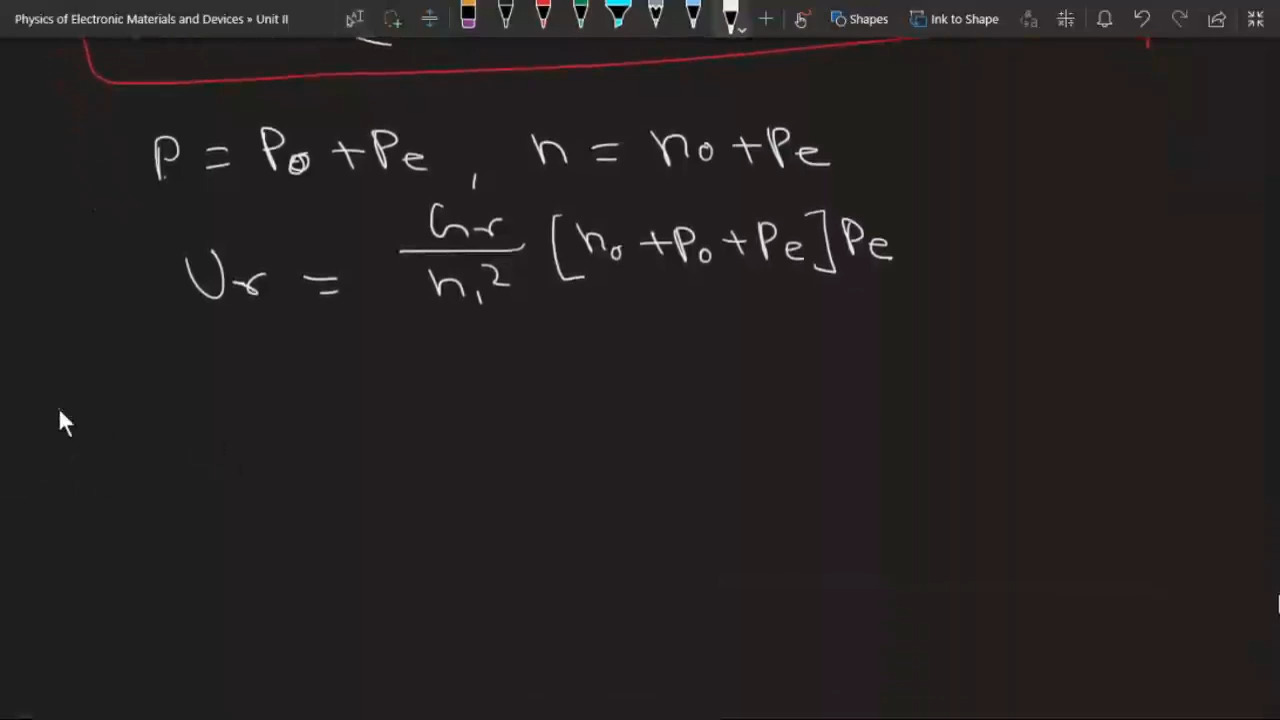 Physics of Electronic Materials and Devices » Unit II
Shapes
Ink to Shape
P = P₀ + Pe , n = n₀ + Pe
Ur = Gr/nᵢ² [n₀ + P₀ + Pe] Pe